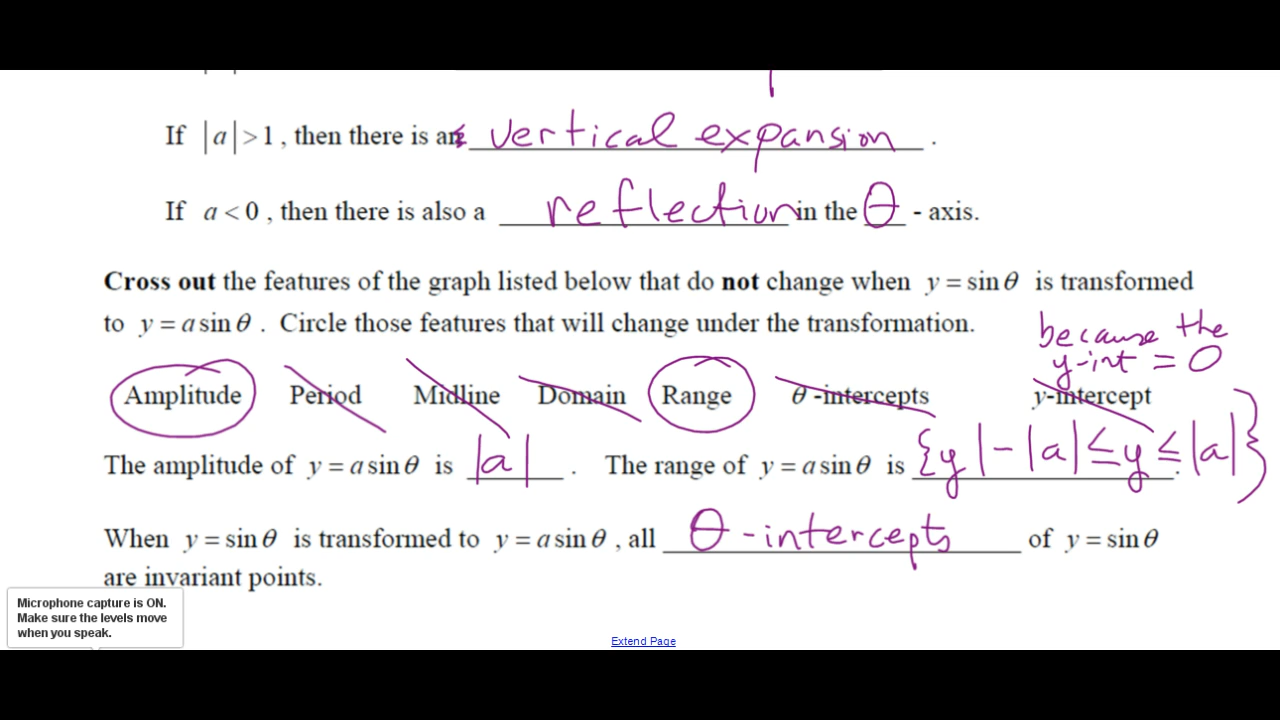 If |a| > 1, then there is a vertical expansion.
If a < 0, then there is also a reflection in the θ - axis.
because the
y-int = 0
Cross out the features of the graph listed below that do not change when y = sin θ is transformed
to y = a sin θ. Circle those features that will change under the transformation.
Amplitude Period Midline Domain Range θ-intercepts y-intercept
The amplitude of y = a sin θ is |a|. The range of y = a sin θ is {y | -|a| ≤ y ≤ |a|}.
When y = sin θ is transformed to y = a sin θ, all θ-intercepts of y = sin θ
are invariant points.
Microphone capture is ON.
Make sure the levels move
when you speak.
Extend Page